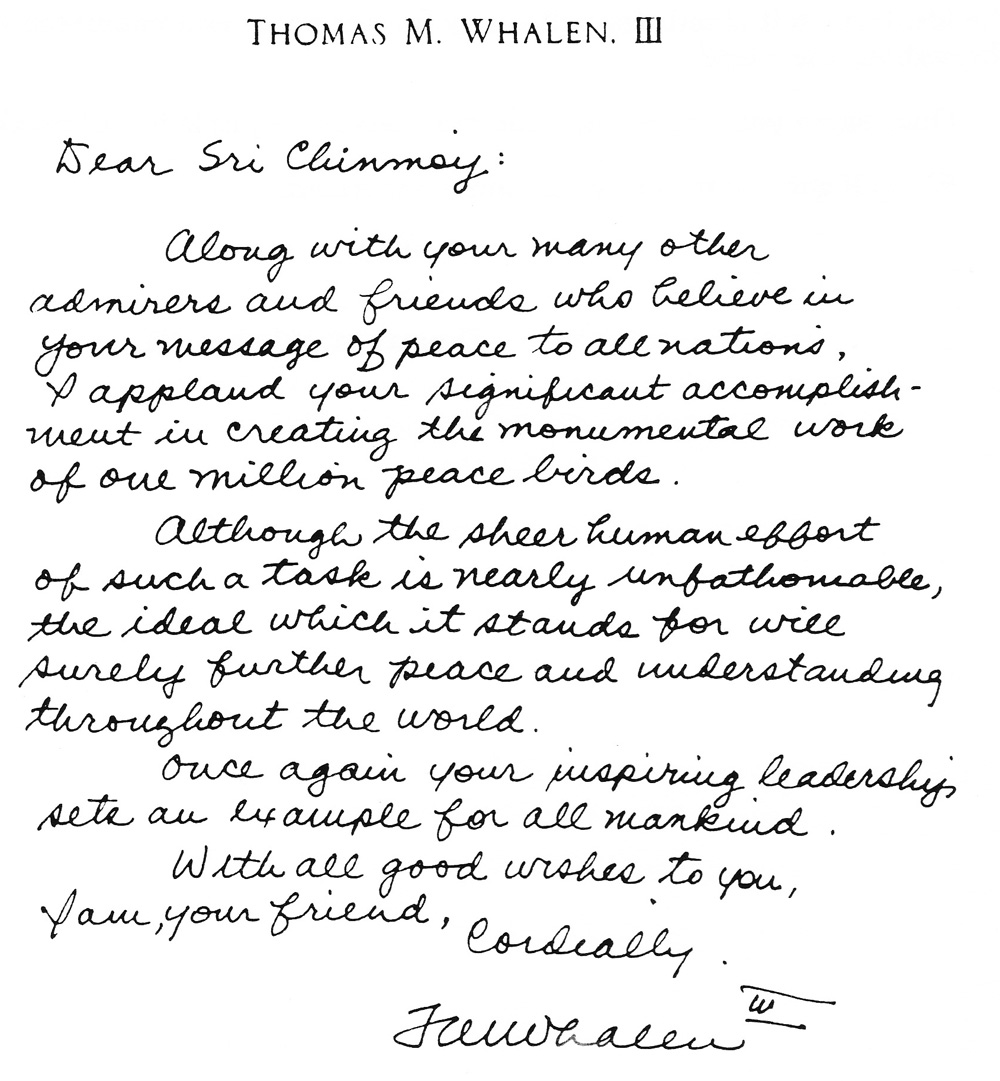 THOMAS M. WHALEN, III
Dear Sri Chinmoy:
Along with your many other
admirers and friends who believe in
your message of peace to all nations,
I applaud your significant accomplish-
ment in creating the monumental work
of one million peace birds.
Although the sheer human effort
of such a task is nearly unfathomable,
the ideal which it stands for will
surely further peace and understanding
throughout the world.
Once again your inspiring leadership
sets an example for all mankind.
With all good wishes to you,
I am, your friend,
Cordially.
TMWhalen III